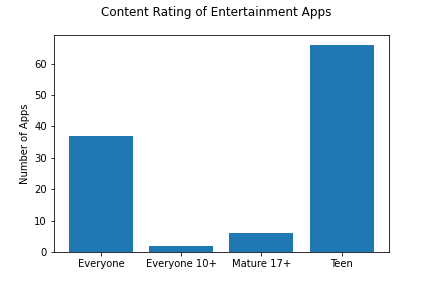 Content Rating of Entertainment Apps
Number of Apps
60
50
40
30
20
10
0
Everyone
Everyone 10+
Mature 17+
Teen